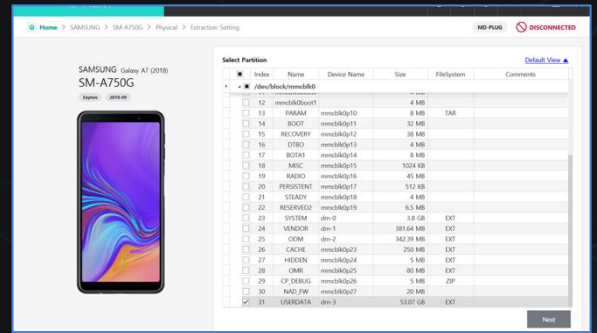 Home > SAMSUNG > SM-A750G > Physical > Extraction Setting
MD-PLUG DISCONNECTED
SAMSUNG Galaxy A7 (2018)
SM-A750G
Exynos 2018-09
Select Partition Default View ▲
Index Name Device Name Size FileSystem Comments
/dev/block/mmcblk0
12 mmcblk0boot1 4 MB
13 PARAM mmcblk0p10 8 MB TAR
14 BOOT mmcblk0p11 32 MB
15 RECOVERY mmcblk0p12 38 MB
16 DTBO mmcblk0p13 4 MB
17 BOTA1 mmcblk0p14 8 MB
18 MISC mmcblk0p15 1024 KB
19 RADIO mmcblk0p16 45 MB
20 PERSISTENT mmcblk0p17 512 KB
21 STEADY mmcblk0p18 4 MB
22 RESERVED2 mmcblk0p19 6.5 MB
23 SYSTEM dm-0 3.8 GB EXT
24 VENDOR dm-1 381.64 MB EXT
25 ODM dm-2 342.39 MB EXT
26 CACHE mmcblk0p23 250 MB EXT
27 HIDDEN mmcblk0p24 5 MB EXT
28 OMR mmcblk0p25 80 MB EXT
29 CP_DEBUG mmcblk0p26 5 MB ZIP
30 NAD_FW mmcblk0p27 20 MB
31 USERDATA dm-3 53.07 GB EXT
Next